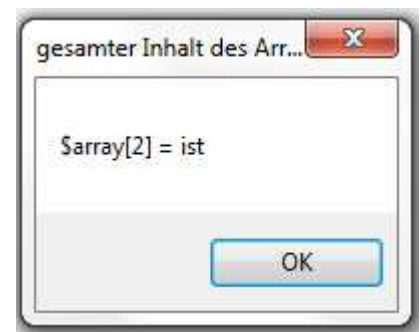 gesamter Inhalt des Arr...
$array[2] = ist
OK